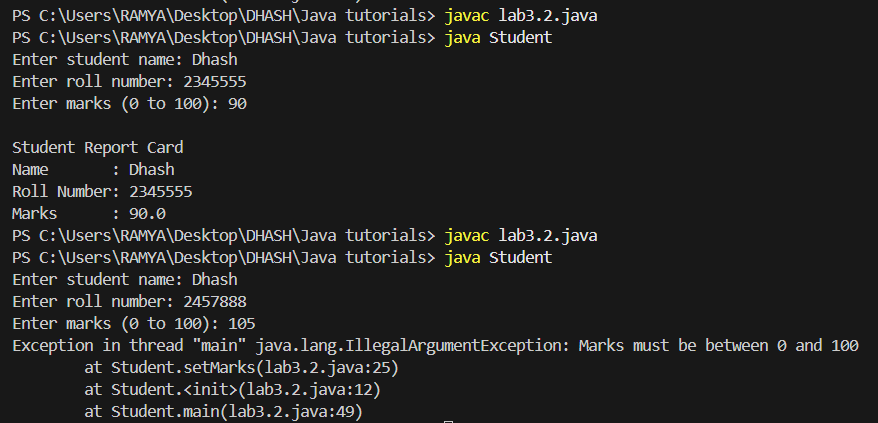 PS C:\Users\RAMYA\Desktop\DHASH\Java tutorials> javac lab3.2.java
PS C:\Users\RAMYA\Desktop\DHASH\Java tutorials> java Student
Enter student name: Dhash
Enter roll number: 2345555
Enter marks (0 to 100): 90

Student Report Card
Name       : Dhash
Roll Number: 2345555
Marks      : 90.0
PS C:\Users\RAMYA\Desktop\DHASH\Java tutorials> javac lab3.2.java
PS C:\Users\RAMYA\Desktop\DHASH\Java tutorials> java Student
Enter student name: Dhash
Enter roll number: 2457888
Enter marks (0 to 100): 105
Exception in thread "main" java.lang.IllegalArgumentException: Marks must be between 0 and 100
        at Student.setMarks(lab3.2.java:25)
        at Student.<init>(lab3.2.java:12)
        at Student.main(lab3.2.java:49)